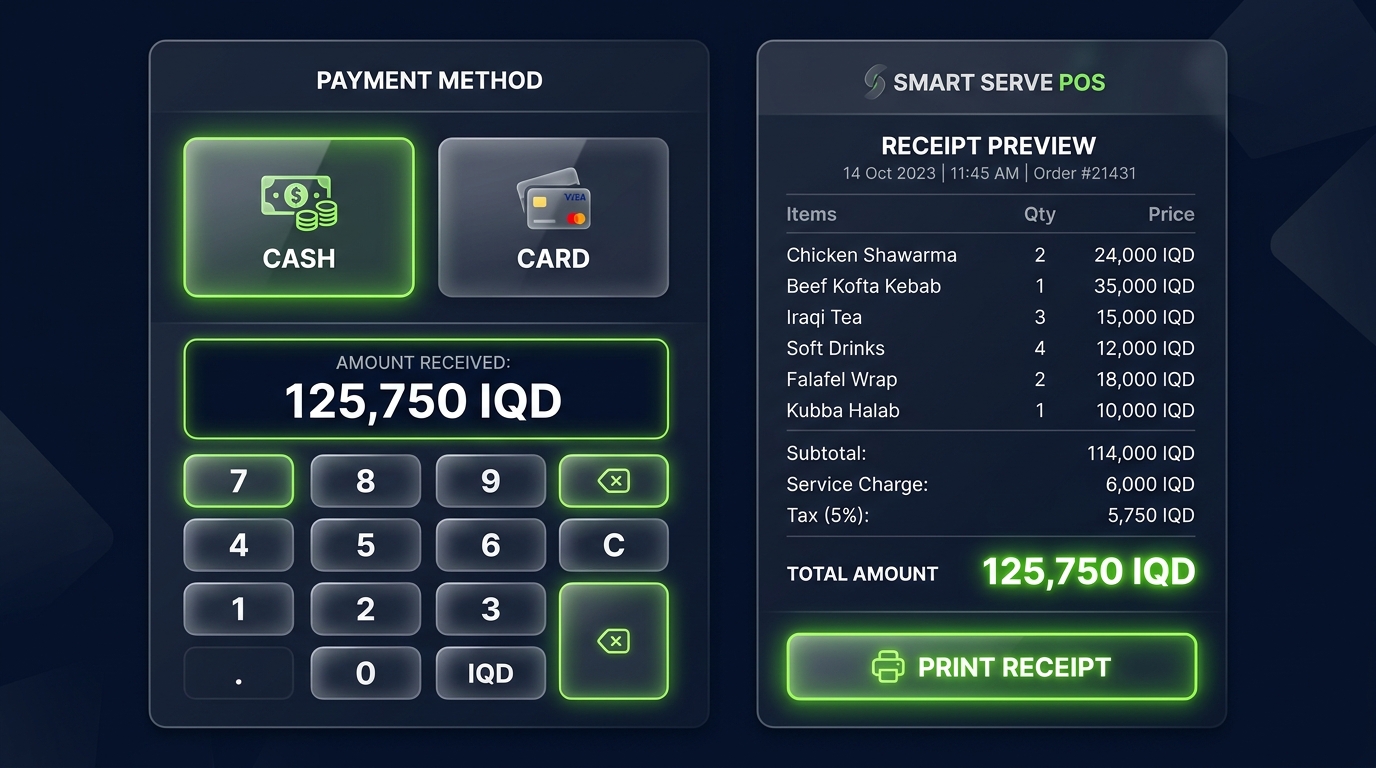 PAYMENT METHOD
CASH
VISA
CARD
AMOUNT RECEIVED:
125,750 IQD
7 8 9
4 5 6 C
1 2 3
. 0 IQD
SMART SERVE POS
RECEIPT PREVIEW
14 Oct 2023 | 11:45 AM | Order #21431
Items Qty Price
Chicken Shawarma 2 24,000 IQD
Beef Kofta Kebab 1 35,000 IQD
Iraqi Tea 3 15,000 IQD
Soft Drinks 4 12,000 IQD
Falafel Wrap 2 18,000 IQD
Kubba Halab 1 10,000 IQD
Subtotal: 114,000 IQD
Service Charge: 6,000 IQD
Tax (5%): 5,750 IQD
TOTAL AMOUNT 125,750 IQD
PRINT RECEIPT